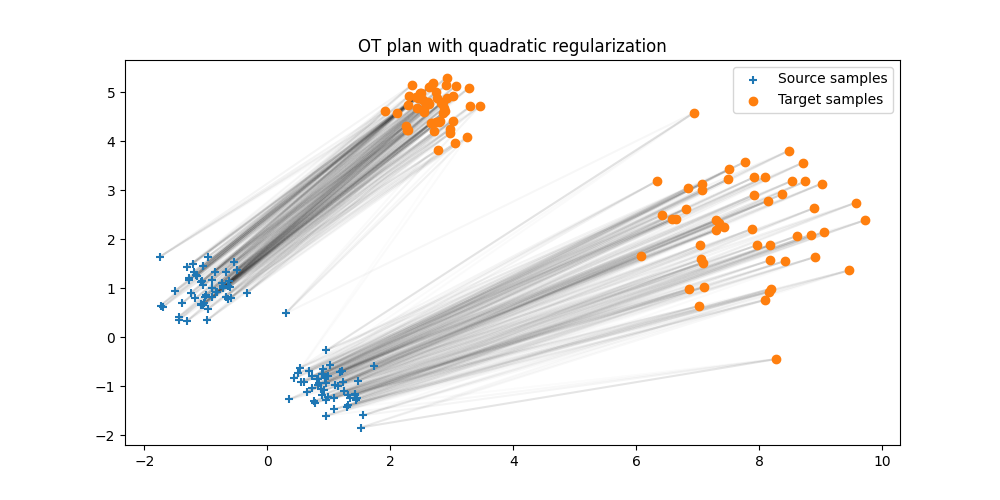 OT plan with quadratic regularization
Source samples
Target samples
5
4
3
2
1
0
−1
−2
−2 0 2 4 6 8 10